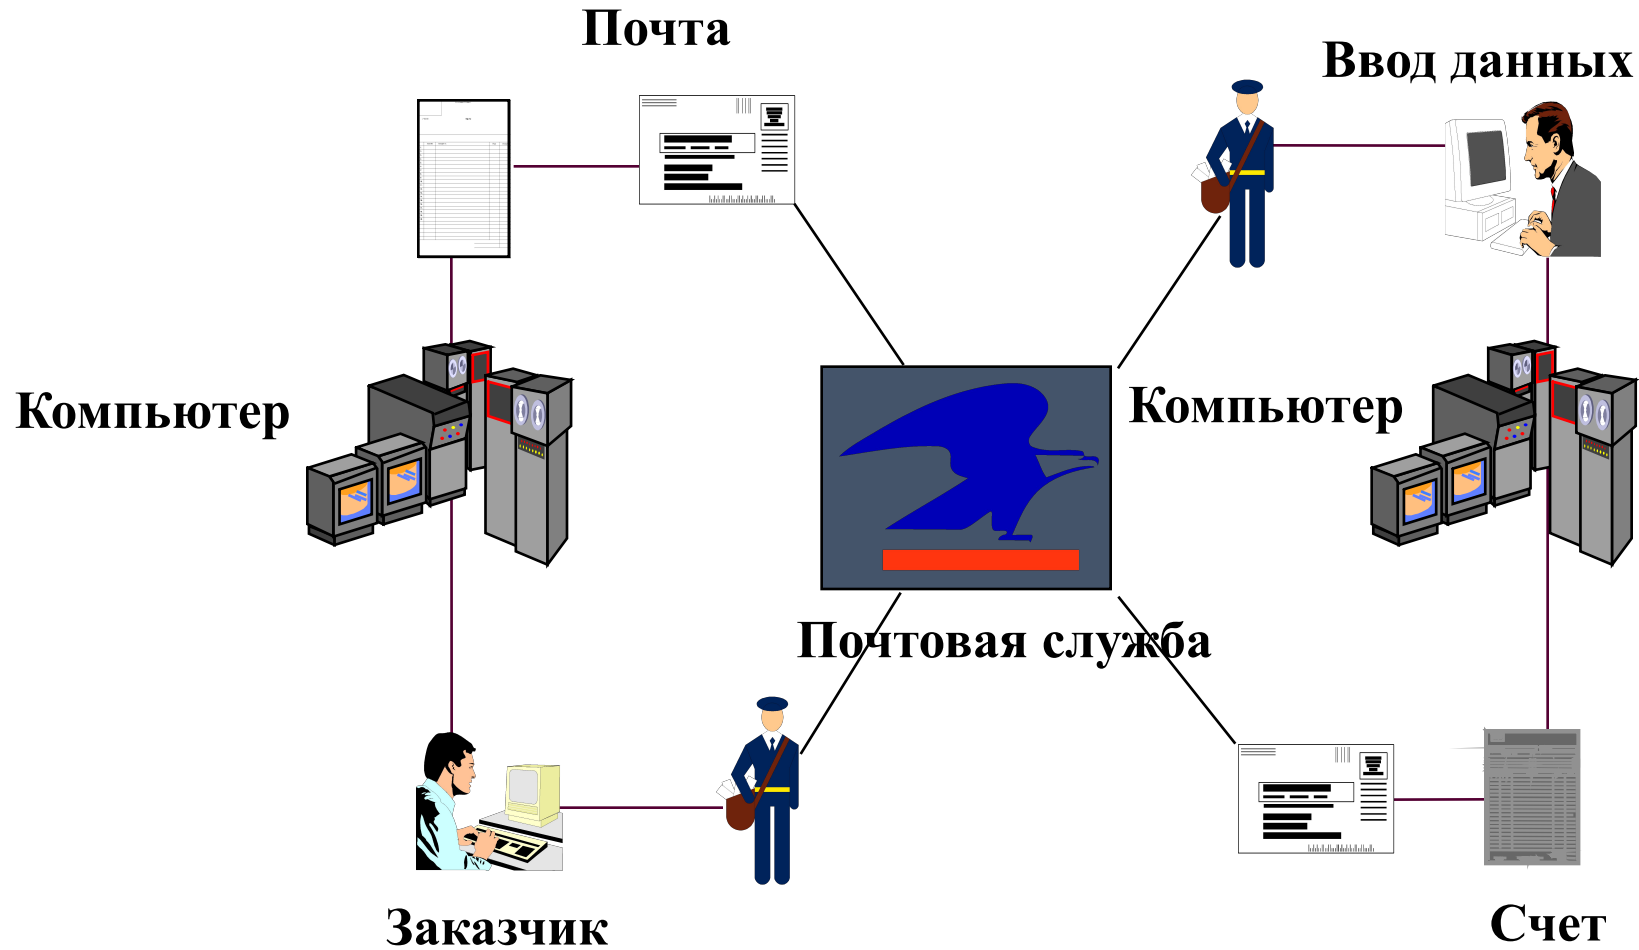 Почта
Ввод данных
Компьютер
Компьютер
Почтовая служба
Заказчик
Счет